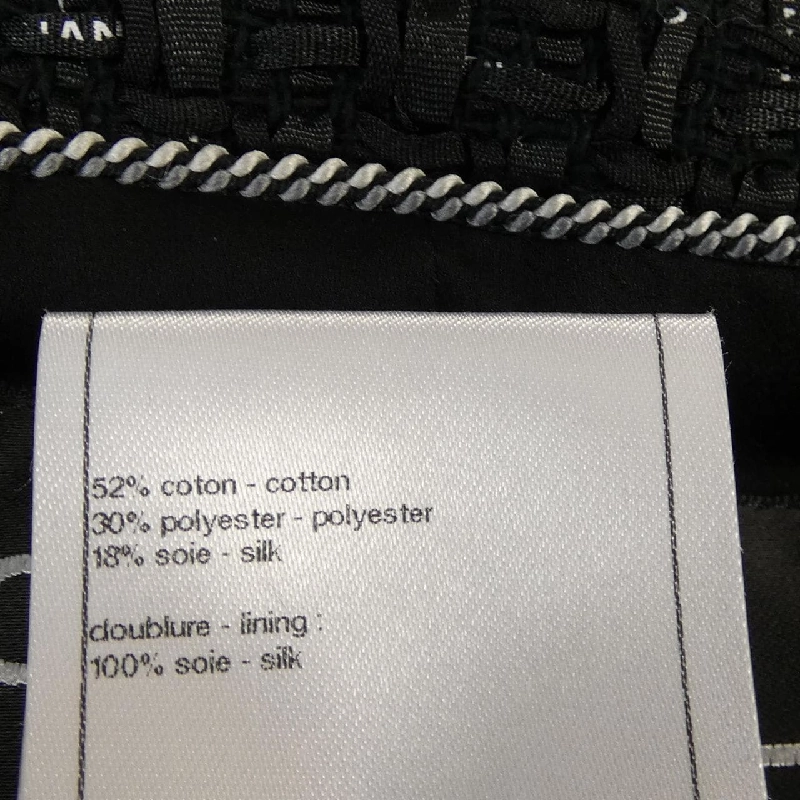 52% coton - cotton
30% polyester - polyester
18% soie - silk
doublure - lining :
100% soie - silk